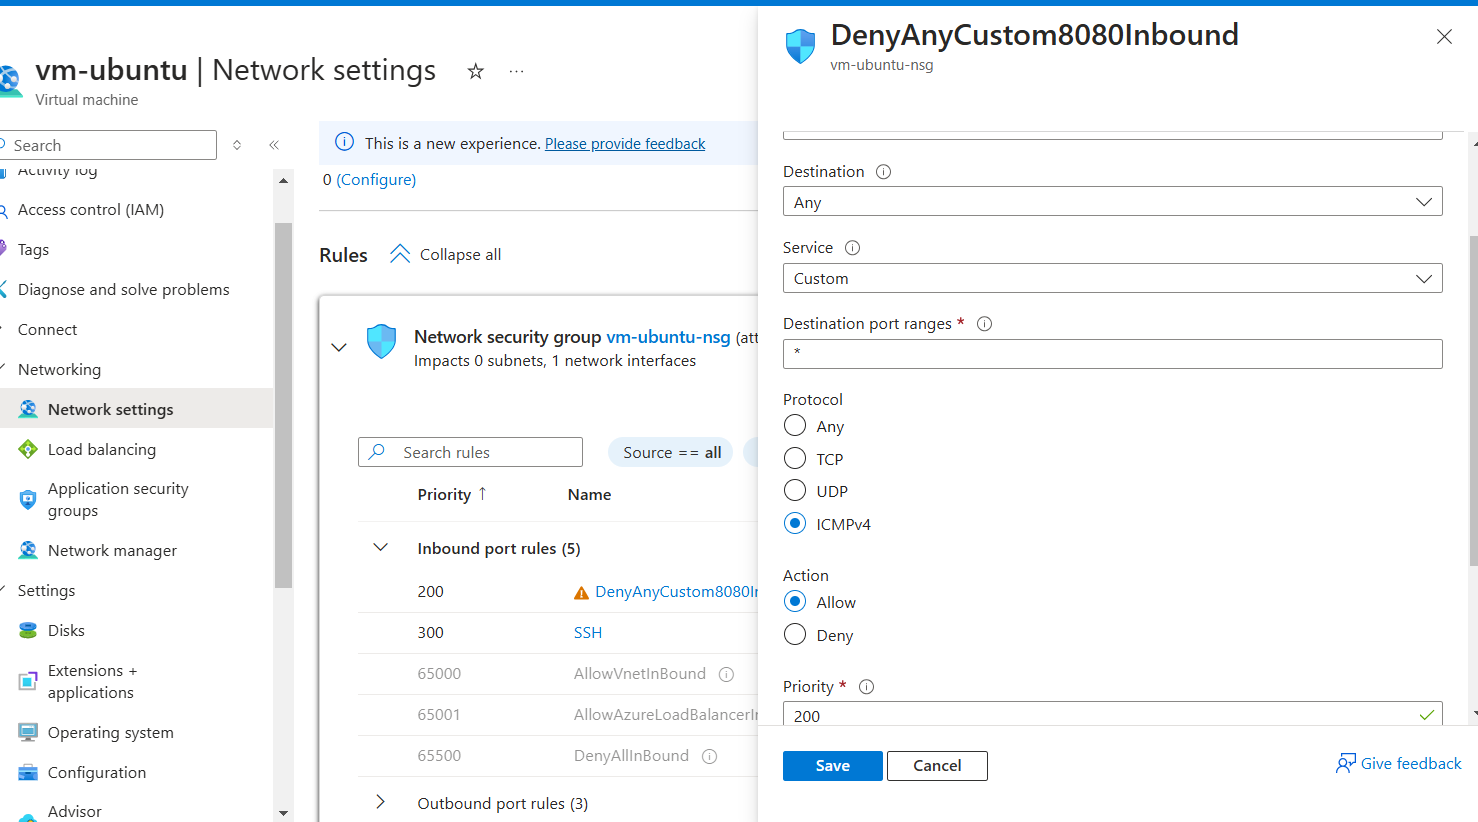 vm-ubuntu | Network settings
Virtual machine
Search
Activity log
Access control (IAM)
Tags
Diagnose and solve problems
Connect
Networking
Network settings
Load balancing
Application security
groups
Network manager
Settings
Disks
Extensions +
applications
Operating system
Configuration
Advisor
This is a new experience. Please provide feedback
0 (Configure)
Rules
Collapse all
Network security group vm-ubuntu-nsg (att
Impacts 0 subnets, 1 network interfaces
Search rules
Source == all
Priority ↑ Name
Inbound port rules (5)
200 DenyAnyCustom8080In
300 SSH
65000 AllowVnetInBound
65001 AllowAzureLoadBalancerIn
65500 DenyAllInBound
Outbound port rules (3)
DenyAnyCustom8080Inbound
vm-ubuntu-nsg
Destination
Any
Service
Custom
Destination port ranges *
*
Protocol
Any
TCP
UDP
ICMPv4
Action
Allow
Deny
Priority *
200
Save
Cancel
Give feedback